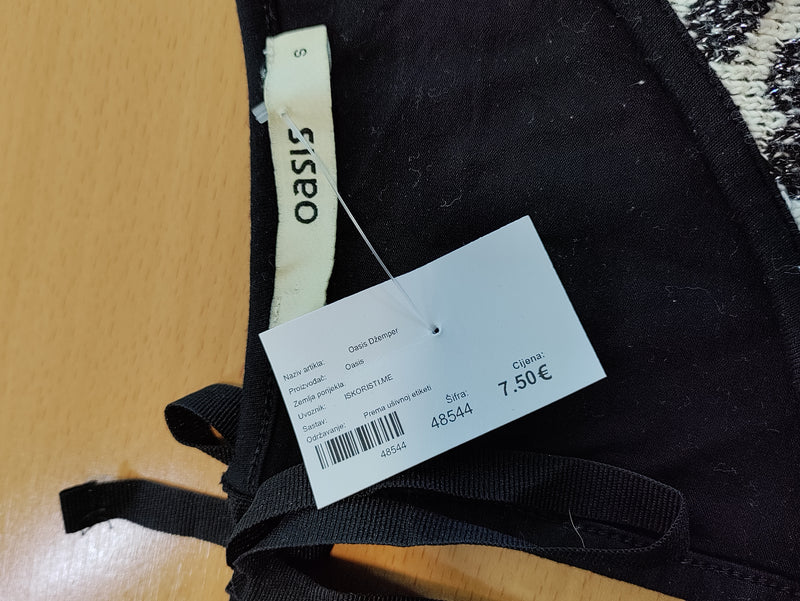 S
oasis
Naziv artikla: Oasis Džemper
Proizvođač: Oasis
Zemlja porijekla:
Uvoznik: ISKORISTI.ME
Sastav:
Održavanje: Prema ušivnoj etiketi
48544
Šifra:
48544
Cijena:
7.50€